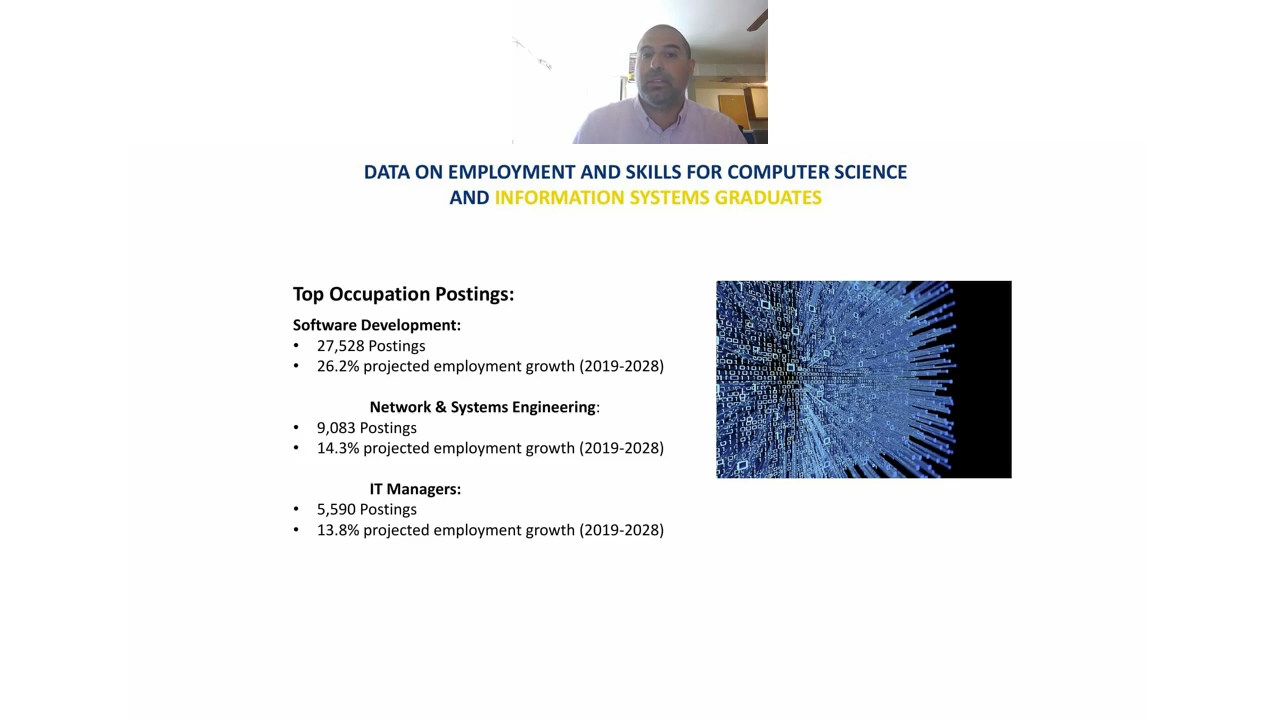 DATA ON EMPLOYMENT AND SKILLS FOR COMPUTER SCIENCE
AND INFORMATION SYSTEMS GRADUATES
Top Occupation Postings:
Software Development:
• 27,528 Postings
• 26.2% projected employment growth (2019-2028)
Network & Systems Engineering:
• 9,083 Postings
• 14.3% projected employment growth (2019-2028)
IT Managers:
• 5,590 Postings
• 13.8% projected employment growth (2019-2028)